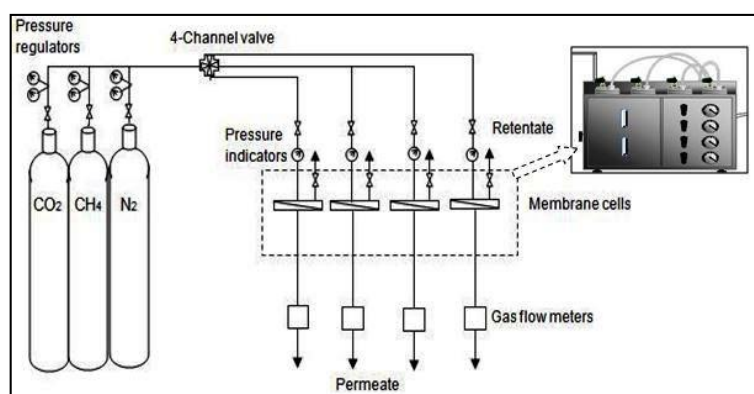 Pressure
regulators
4-Channel valve
Pressure
indicators
Retentate
CO₂
CH₄
N₂
Membrane cells
Gas flow meters
Permeate